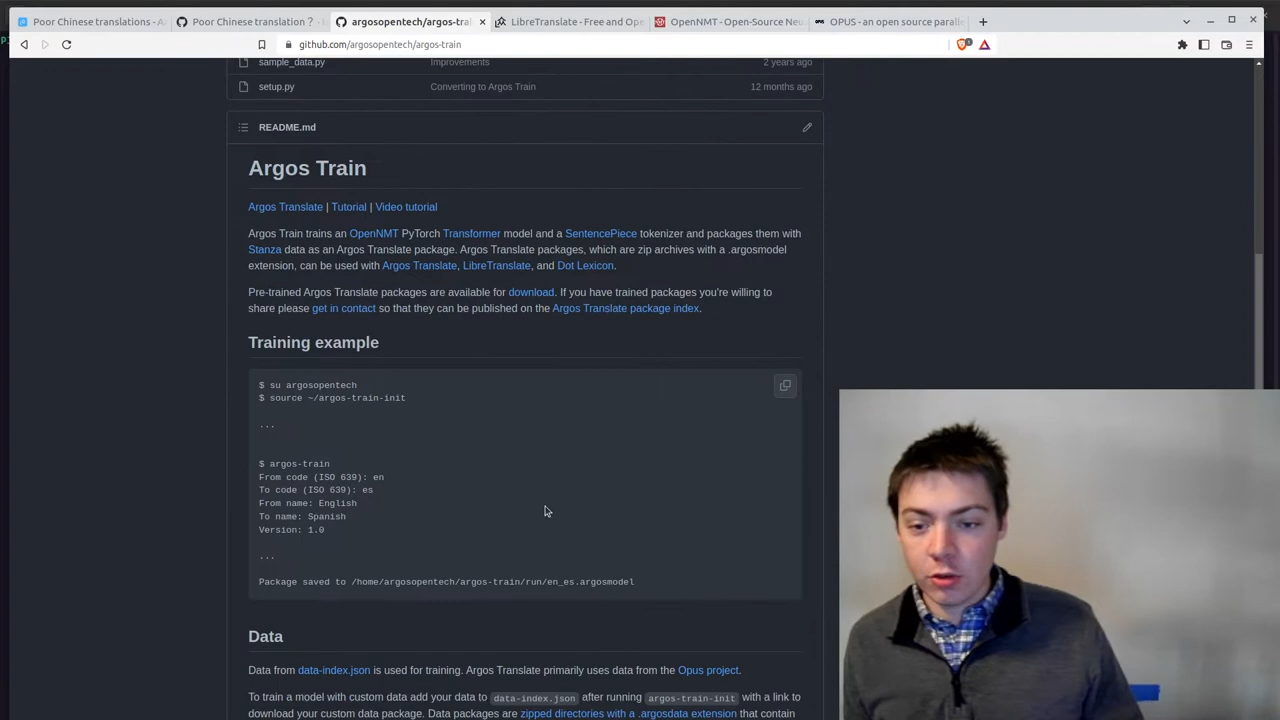 Poor Chinese translations - A
Poor Chinese translation ?
argosopentech/argos-trai
LibreTranslate - Free and Ope
OpenNMT - Open-Source Neu
OPUS - an open source paralle
github.com/argosopentech/argos-train
sample_data.py Improvements 2 years ago
setup.py Converting to Argos Train 12 months ago
README.md
Argos Train
Argos Translate | Tutorial | Video tutorial
Argos Train trains an OpenNMT PyTorch Transformer model and a SentencePiece tokenizer and packages them with
Stanza data as an Argos Translate package. Argos Translate packages, which are zip archives with a .argosmodel
extension, can be used with Argos Translate, LibreTranslate, and Dot Lexicon.
Pre-trained Argos Translate packages are available for download. If you have trained packages you're willing to
share please get in contact so that they can be published on the Argos Translate package index.
Training example
$ su argosopentech
$ source ~/argos-train-init
...
$ argos-train
From code (ISO 639): en
To code (ISO 639): es
From name: English
To name: Spanish
Version: 1.0
...
Package saved to /home/argosopentech/argos-train/run/en_es.argosmodel
Data
Data from data-index.json is used for training. Argos Translate primarily uses data from the Opus project.
To train a model with custom data add your data to data-index.json after running argos-train-init with a link to
download your custom data package. Data packages are zipped directories with a .argosdata extension that contain